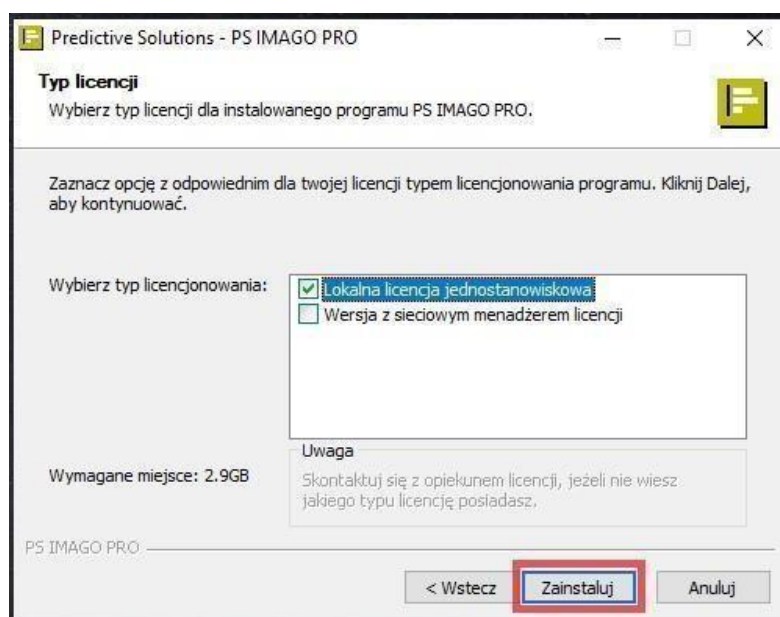 Predictive Solutions - PS IMAGO PRO
Typ licencji
Wybierz typ licencji dla instalowanego programu PS IMAGO PRO.
Zaznacz opcję z odpowiednim dla twojej licencji typem licencjonowania programu. Kliknij Dalej,
aby kontynuować.
Wybierz typ licencjonowania:
Lokalna licencja jednostanowiskowa
Wersja z sieciowym menadżerem licencji
Wymagane miejsce: 2.9GB
Uwaga
Skontaktuj się z opiekunem licencji, jeżeli nie wiesz
jakiego typu licencję posiadasz.
PS IMAGO PRO
< Wstecz
Zainstaluj
Anuluj